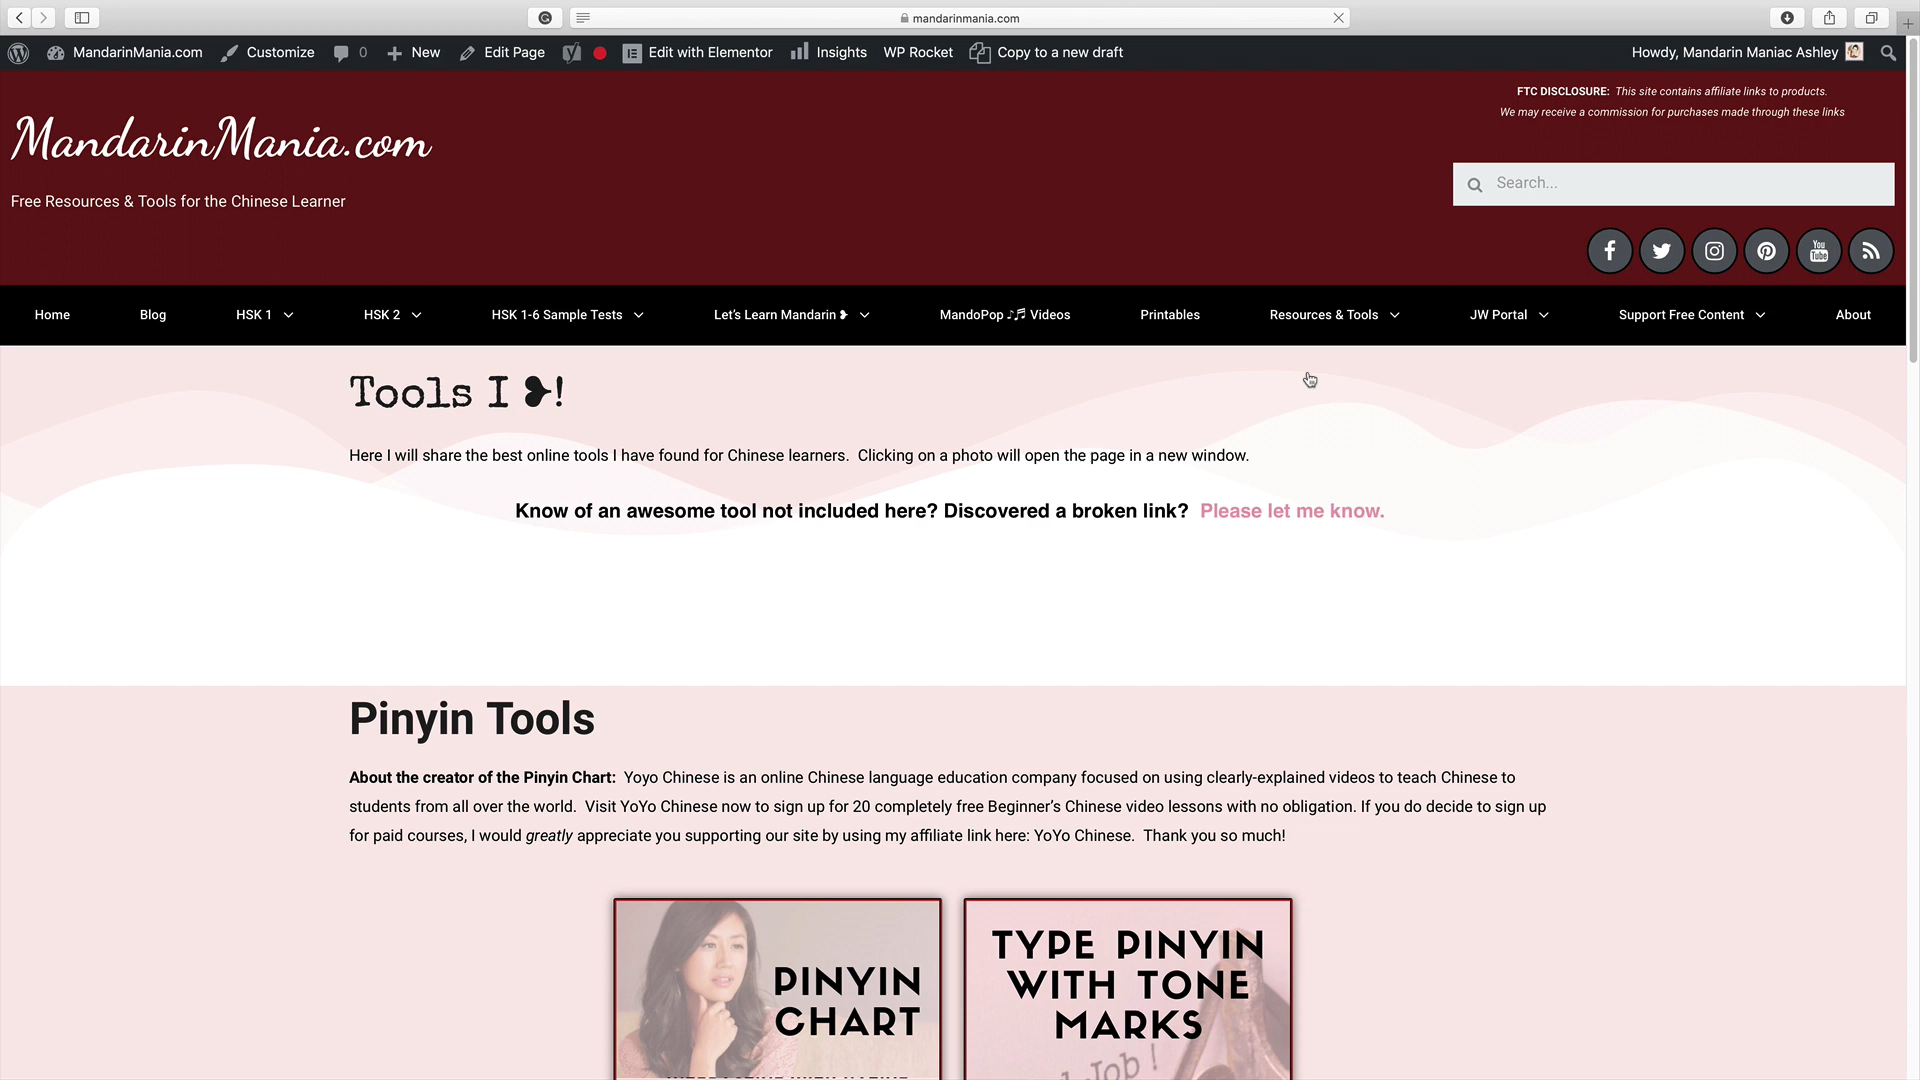 mandarinmania.com
MandarinMania.com Customize 0 New Edit Page Edit with Elementor Insights WP Rocket Copy to a new draft Howdy, Mandarin Maniac Ashley
FTC DISCLOSURE: This site contains affiliate links to products.
We may receive a commission for purchases made through these links
MandarinMania.com
Search...
Free Resources & Tools for the Chinese Learner
You
Tube
Home Blog HSK 1 HSK 2 HSK 1-6 Sample Tests Let's Learn Mandarin ❥ MandoPop ♪♬ Videos Printables Resources & Tools JW Portal Support Free Content About
Tools I ❥!
Here I will share the best online tools I have found for Chinese learners. Clicking on a photo will open the page in a new window.
Know of an awesome tool not included here? Discovered a broken link? Please let me know.
Pinyin Tools
About the creator of the Pinyin Chart: Yoyo Chinese is an online Chinese language education company focused on using clearly-explained videos to teach Chinese to
students from all over the world. Visit YoYo Chinese now to sign up for 20 completely free Beginner's Chinese video lessons with no obligation. If you do decide to sign up
for paid courses, I would greatly appreciate you supporting our site by using my affiliate link here: YoYo Chinese. Thank you so much!
PINYIN
CHART
TYPE PINYIN
WITH TONE
MARKS
Job!